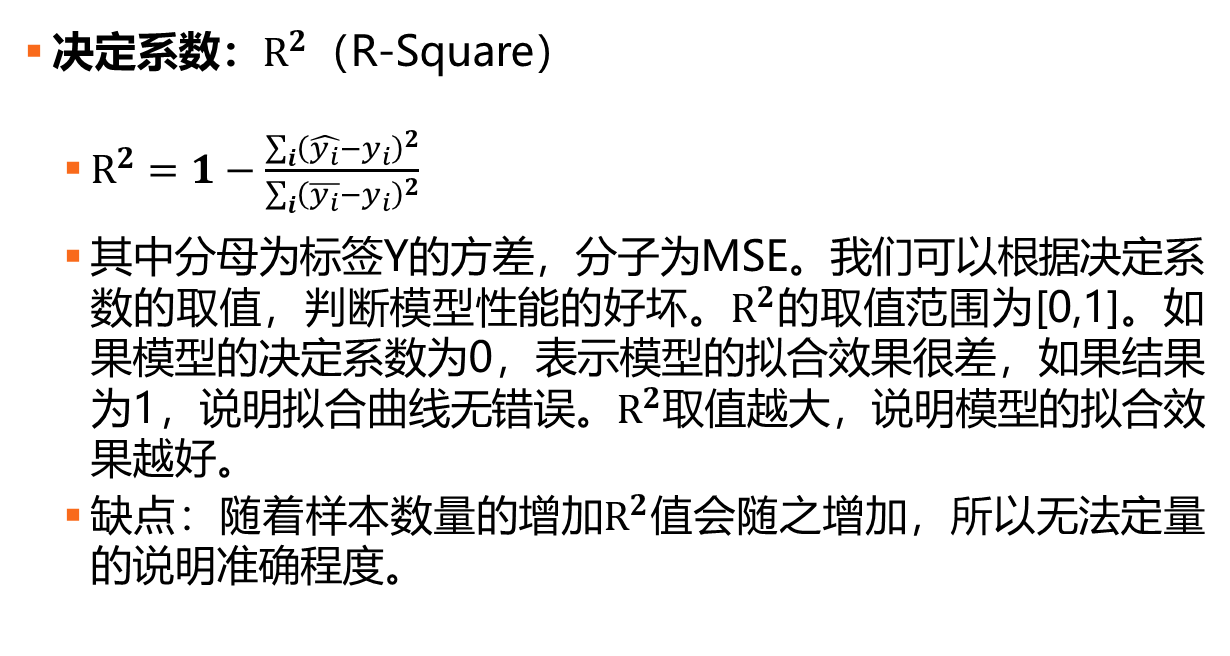 ▪ 决定系数：R²（R-Square）
▪ R² = 1 − ∑ᵢ(ŷᵢ−yᵢ)² / ∑ᵢ(y̅ᵢ−yᵢ)²
▪ 其中分母为标签Y的方差，分子为MSE。我们可以根据决定系
数的取值，判断模型性能的好坏。R²的取值范围为[0,1]。如
果模型的决定系数为0，表示模型的拟合效果很差，如果结果
为1，说明拟合曲线无错误。R²取值越大，说明模型的拟合效
果越好。
▪ 缺点：随着样本数量的增加R²值会随之增加，所以无法定量
的说明准确程度。